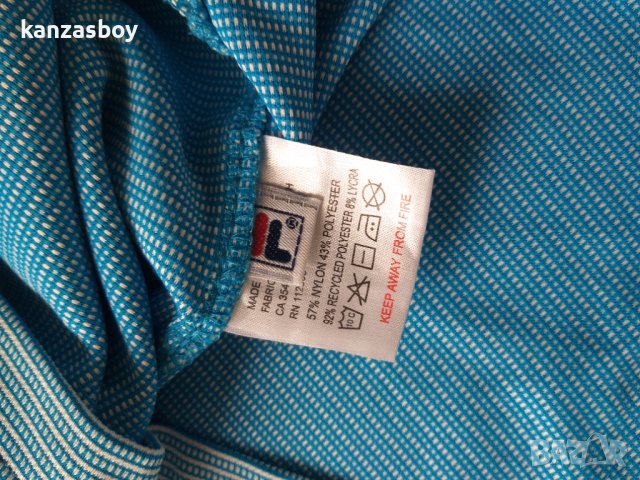 kanzasboy
MADE
FABRIC
CA 354
RN 112
57% NYLON 43% POLYESTER
92% RECYCLED POLYESTER 8% LYCRA
KEEP AWAY FROM FIRE
BAZAR